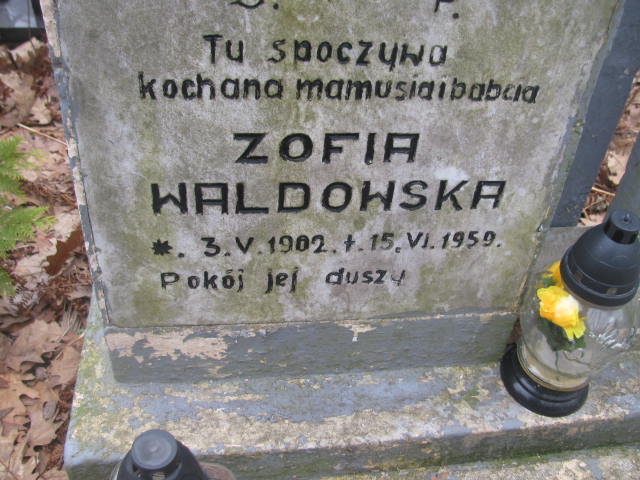 Tu spoczywa
kochana mamusia i babcia
ZOFIA
WALDOWSKA
*. 3.V.1902. †. 15.VI.1959.
Pokój jej duszy